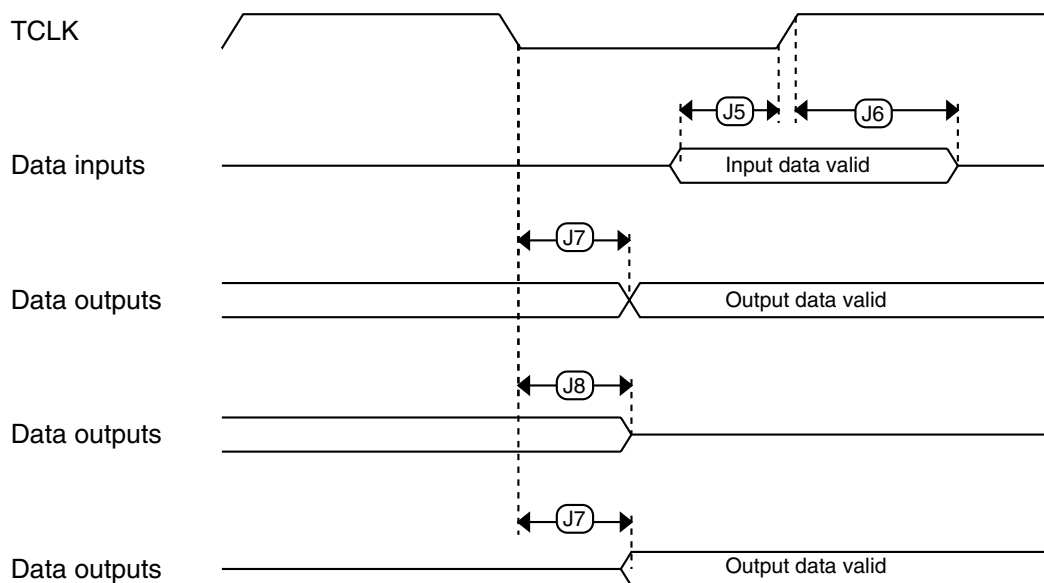 TCLK
J5
J6
Data inputs
Input data valid
J7
Data outputs
Output data valid
J8
Data outputs
J7
Data outputs
Output data valid